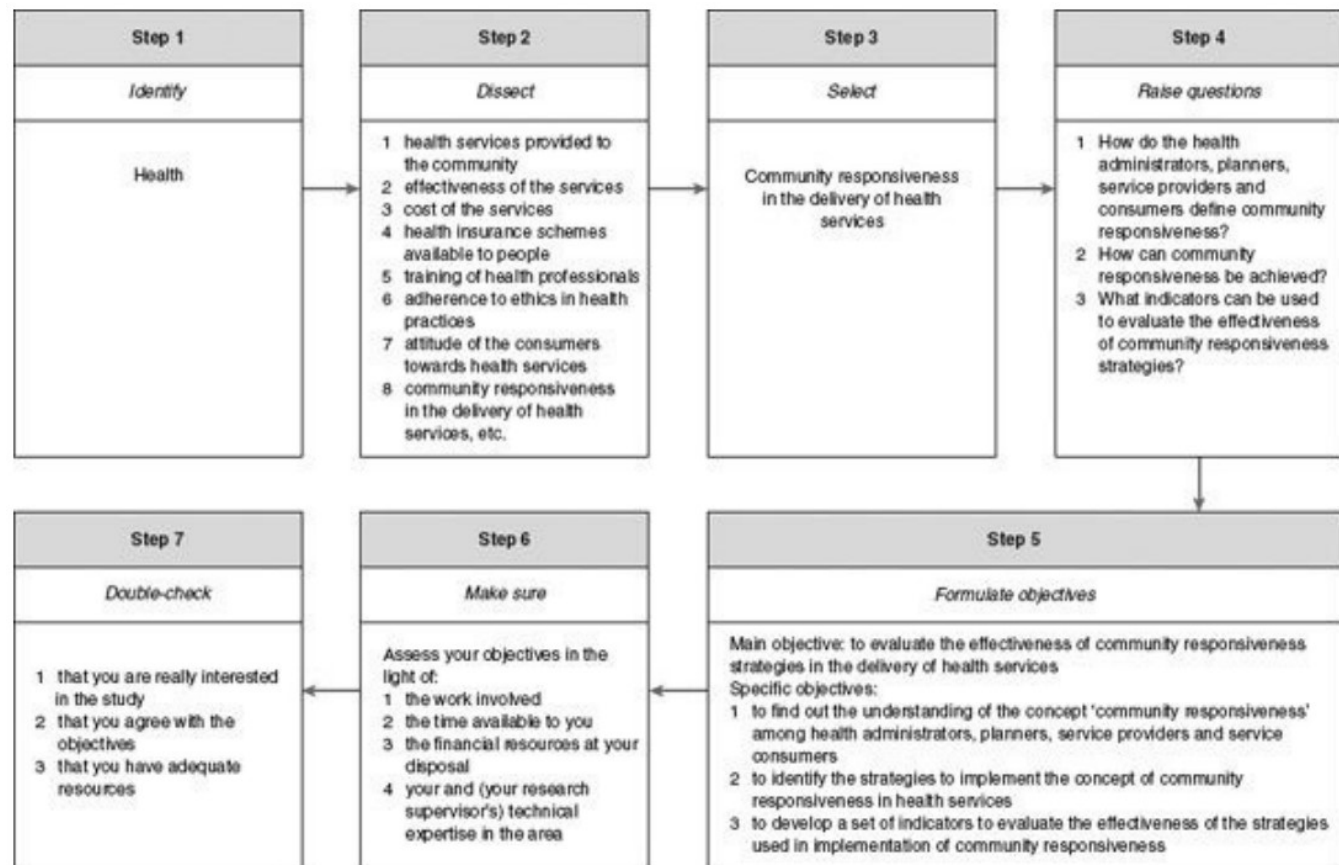 Step 1
Identify
Health
Step 2
Dissect
1 health services provided to
the community
2 effectiveness of the services
3 cost of the services
4 health insurance schemes
available to people
5 training of health professionals
6 adherence to ethics in health
practices
7 attitude of the consumers
towards health services
8 community responsiveness
in the delivery of health
services, etc.
Step 3
Select
Community responsiveness
in the delivery of health
services
Step 4
Raise questions
1 How do the health
administrators, planners,
service providers and
consumers define community
responsiveness?
2 How can community
responsiveness be achieved?
3 What indicators can be used
to evaluate the effectiveness
of community responsiveness
strategies?
Step 5
Formulate objectives
Main objective: to evaluate the effectiveness of community responsiveness
strategies in the delivery of health services
Specific objectives:
1 to find out the understanding of the concept ‘community responsiveness’
among health administrators, planners, service providers and service
consumers
2 to identify the strategies to implement the concept of community
responsiveness in health services
3 to develop a set of indicators to evaluate the effectiveness of the strategies
used in implementation of community responsiveness
Step 6
Make sure
Assess your objectives in the
light of:
1 the work involved
2 the time available to you
3 the financial resources at your
disposal
4 your and (your research
supervisor's) technical
expertise in the area
Step 7
Double-check
1 that you are really interested
in the study
2 that you agree with the
objectives
3 that you have adequate
resources